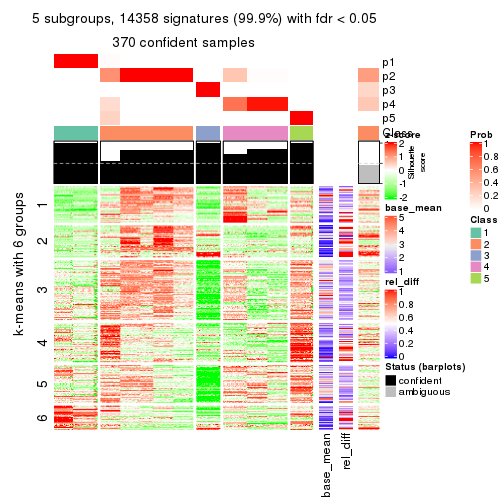 5 subgroups, 14358 signatures (99.9%) with fdr < 0.05
370 confident samples
p1
p2
p3
p4
p5
Class
Silhouette
score
k-means with 6 groups
1
2
3
4
5
6
base_mean
rel_diff
z-score
2
1
0
-1
-2
base_mean
5
4
3
2
1
rel_diff
1
0.8
0.6
0.4
0.2
0
Status (barplots)
confident
ambiguous
Prob
1
0.8
0.6
0.4
0.2
0
Class
1
2
3
4
5